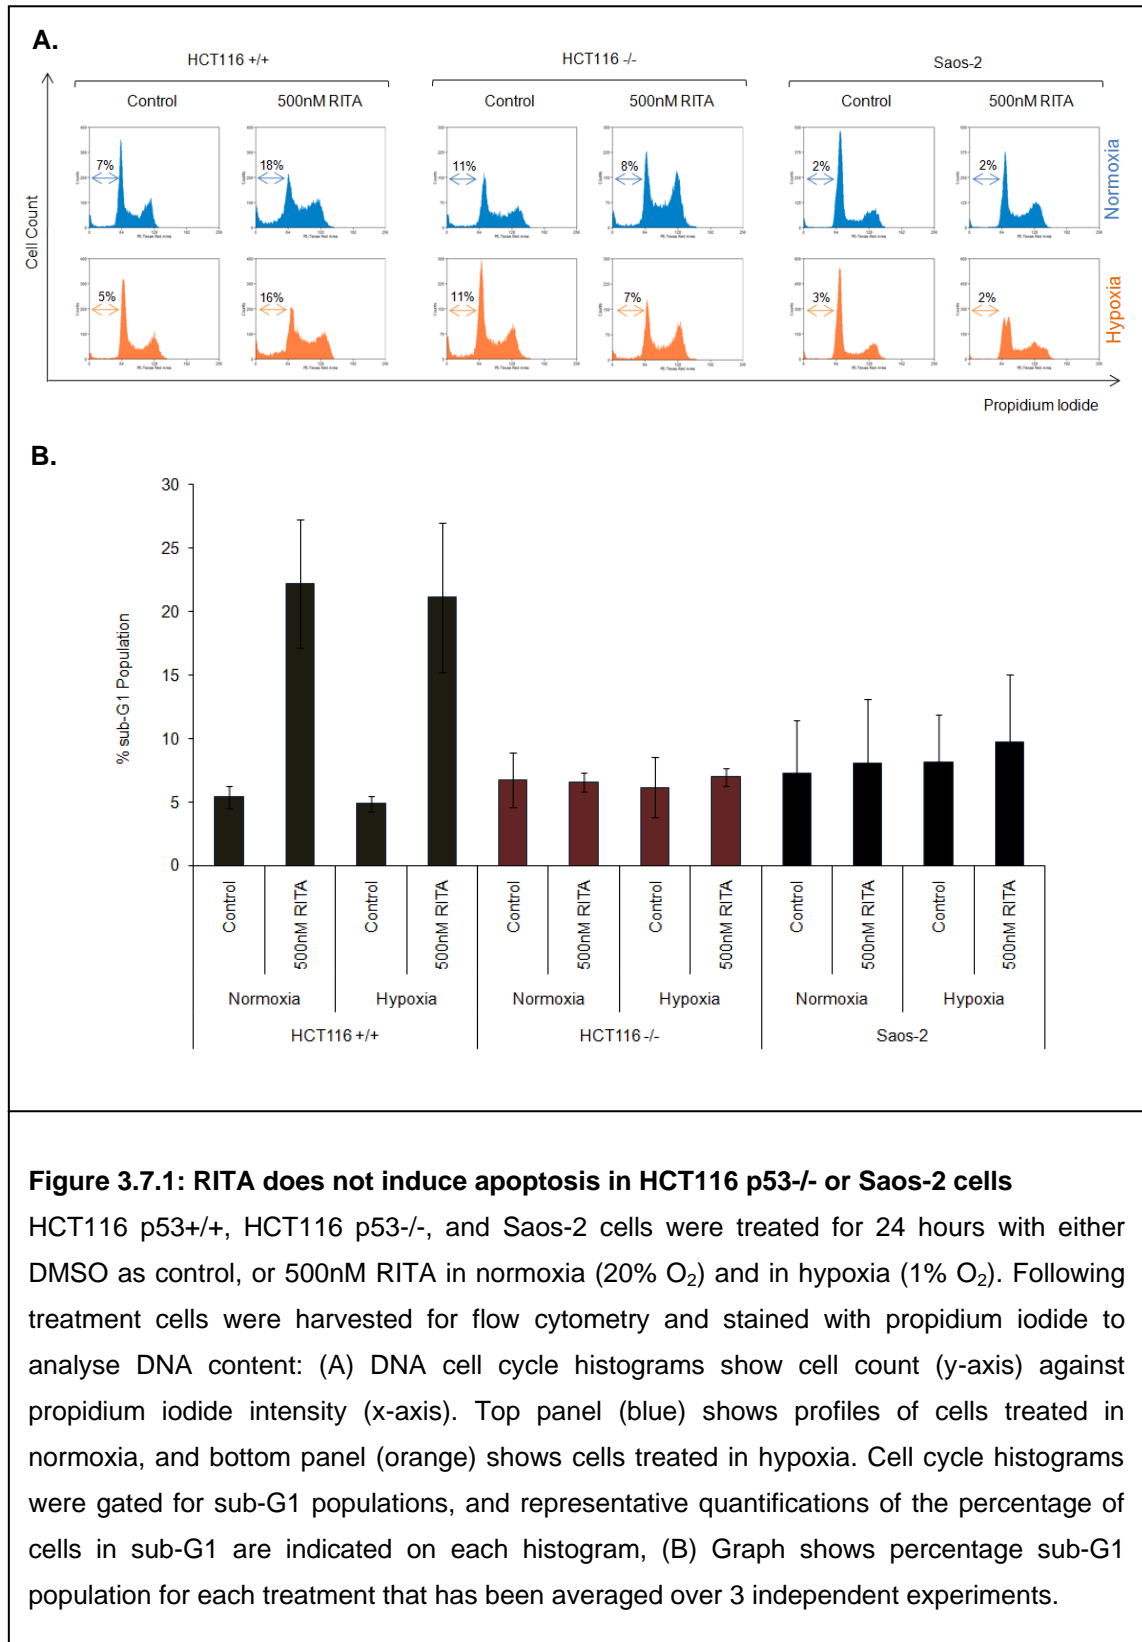 A.
HCT116 +/+
HCT116 -/-
Saos-2
Control
500nM RITA
Control
500nM RITA
Control
500nM RITA
7%
18%
11%
8%
2%
2%
Normoxia
5%
16%
11%
7%
3%
2%
Hypoxia
Cell Count
Propidium Iodide
B.
30
25
20
15
10
5
0
% sub-G1 Population
Control
500nM RITA
Control
500nM RITA
Control
500nM RITA
Control
500nM RITA
Control
500nM RITA
Control
500nM RITA
Normoxia
Hypoxia
Normoxia
Hypoxia
Normoxia
Hypoxia
HCT116 +/+
HCT116 -/-
Saos-2
Figure 3.7.1: RITA does not induce apoptosis in HCT116 p53-/- or Saos-2 cells
HCT116 p53+/+, HCT116 p53-/-, and Saos-2 cells were treated for 24 hours with either
DMSO as control, or 500nM RITA in normoxia (20% O₂) and in hypoxia (1% O₂). Following
treatment cells were harvested for flow cytometry and stained with propidium iodide to
analyse DNA content: (A) DNA cell cycle histograms show cell count (y-axis) against
propidium iodide intensity (x-axis). Top panel (blue) shows profiles of cells treated in
normoxia, and bottom panel (orange) shows cells treated in hypoxia. Cell cycle histograms
were gated for sub-G1 populations, and representative quantifications of the percentage of
cells in sub-G1 are indicated on each histogram, (B) Graph shows percentage sub-G1
population for each treatment that has been averaged over 3 independent experiments.